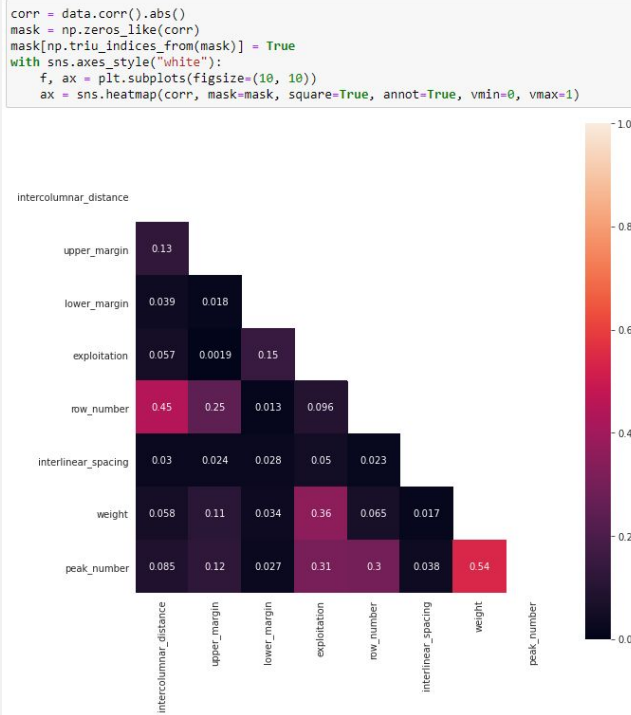 corr = data.corr().abs()
mask = np.zeros_like(corr)
mask[np.triu_indices_from(mask)] = True
with sns.axes_style("white"):
    f, ax = plt.subplots(figsize=(10, 10))
    ax = sns.heatmap(corr, mask=mask, square=True, annot=True, vmin=0, vmax=1)
1.0
intercolumnar_distance
0.8
upper_margin 0.13
lower_margin 0.039 0.018
0.6
exploitation 0.057 0.0019 0.15
row_number 0.45 0.25 0.013 0.096
0.4
interlinear_spacing 0.03 0.024 0.028 0.05 0.023
weight 0.058 0.11 0.034 0.36 0.065 0.017
0.2
peak_number 0.085 0.12 0.027 0.31 0.3 0.038 0.54
0.0
intercolumnar_distance
upper_margin
lower_margin
exploitation
row_number
interlinear_spacing
weight
peak_number